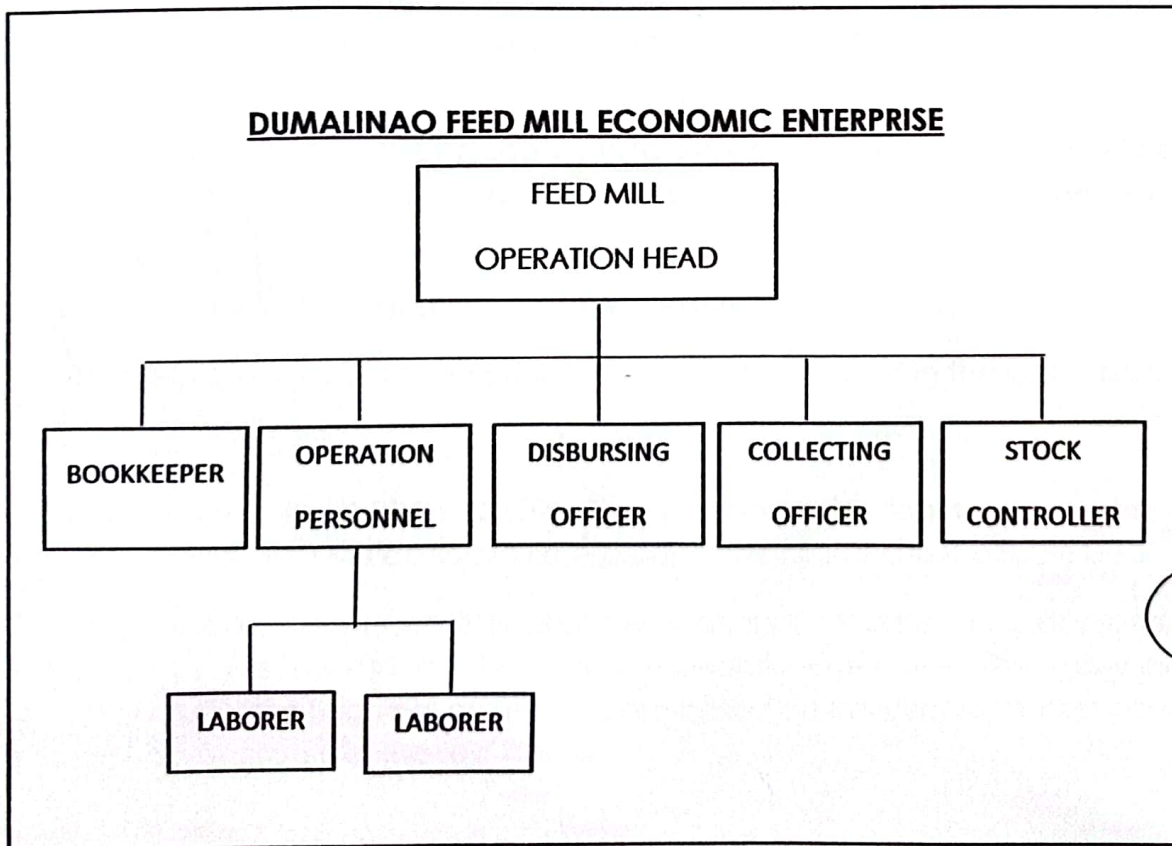 DUMALINAO FEED MILL ECONOMIC ENTERPRISE
FEED MILL
OPERATION HEAD
BOOKKEEPER
OPERATION
PERSONNEL
DISBURSING
OFFICER
COLLECTING
OFFICER
STOCK
CONTROLLER
LABORER
LABORER